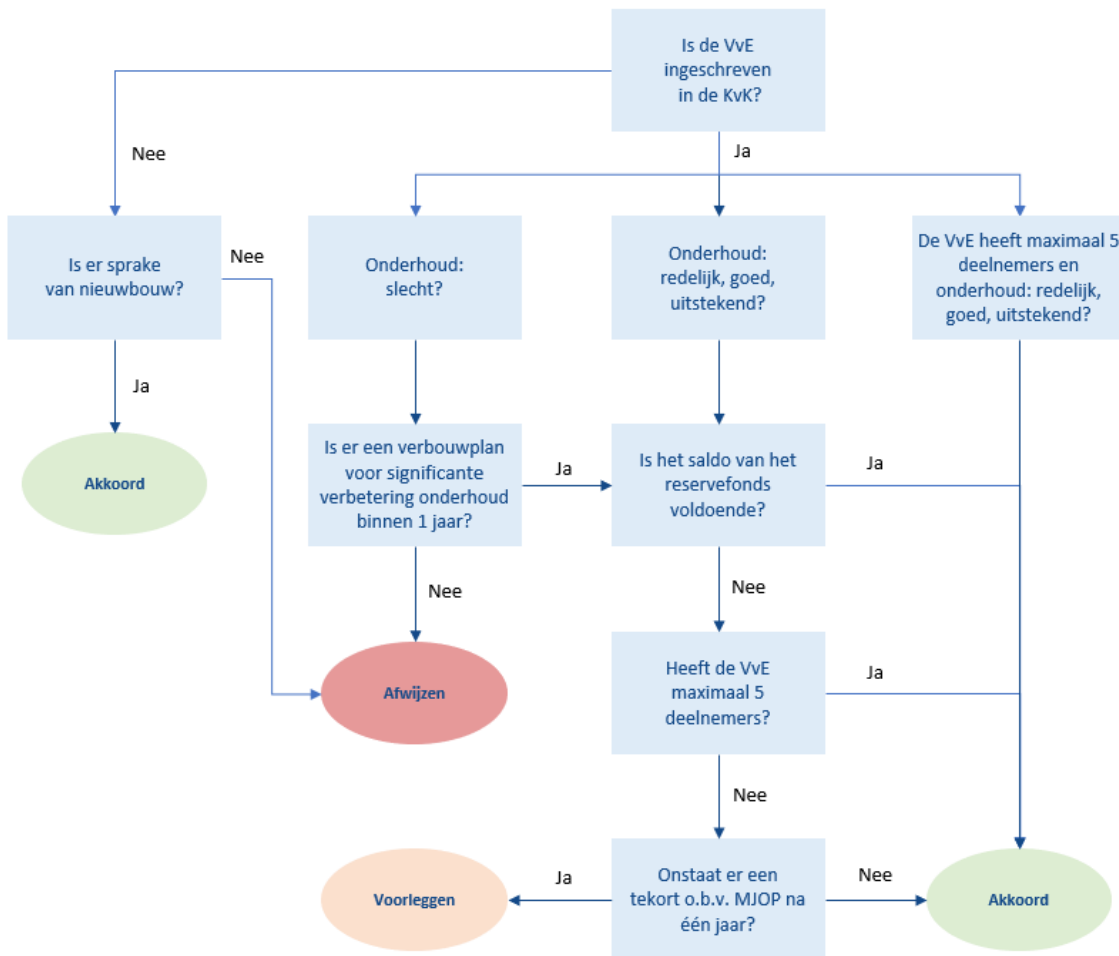 Is de VvE
ingeschreven
in de KvK?
Nee
Ja
Is er sprake
van nieuwbouw?
Nee
Onderhoud:
slecht?
Onderhoud:
redelijk, goed,
uitstekend?
De VvE heeft maximaal 5
deelnemers en
onderhoud: redelijk,
goed, uitstekend?
Ja
Akkoord
Is er een verbouwplan
voor significante
verbetering onderhoud
binnen 1 jaar?
Ja
Is het saldo van het
reservefonds
voldoende?
Ja
Nee
Nee
Afwijzen
Heeft de VvE
maximaal 5
deelnemers?
Ja
Nee
Voorleggen
Ja
Onstaat er een
tekort o.b.v. MJOP na
één jaar?
Nee
Akkoord